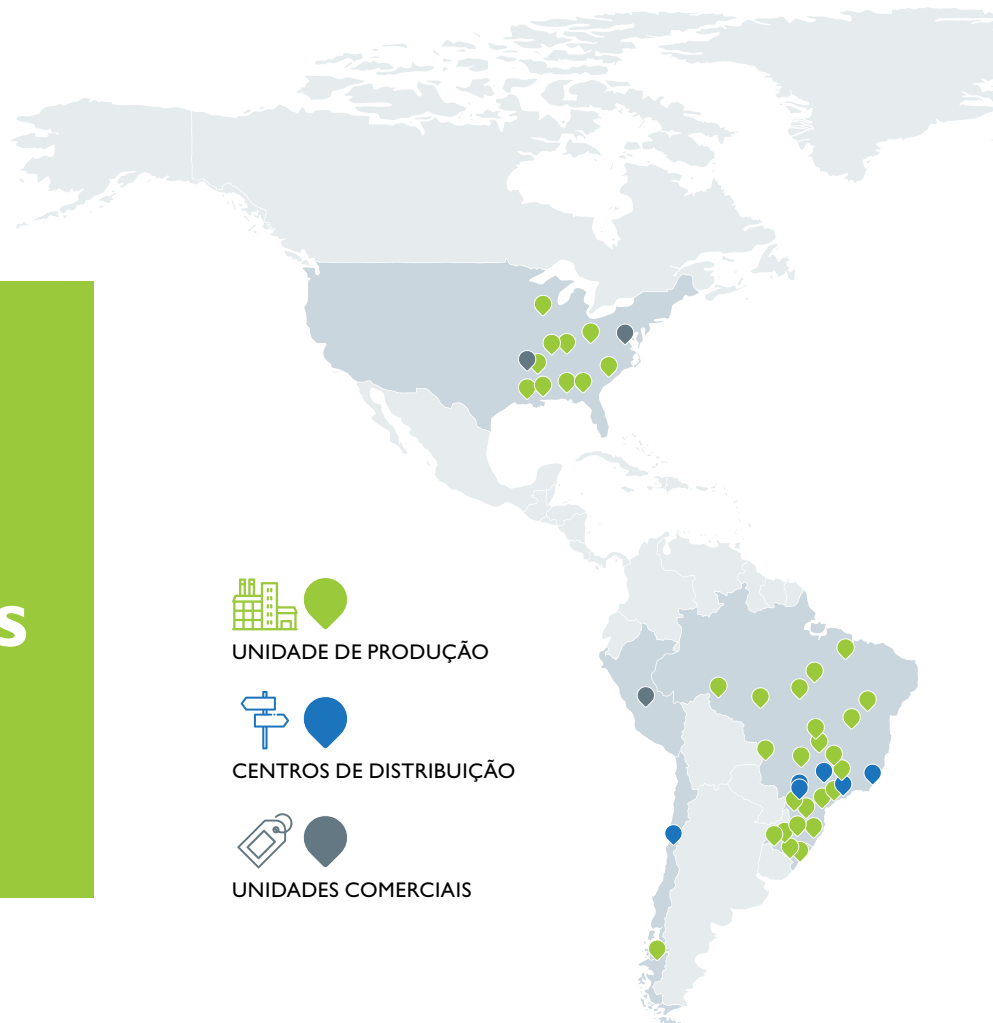 s
UNIDADE DE PRODUÇÃO
CENTROS DE DISTRIBUIÇÃO
UNIDADES COMERCIAIS